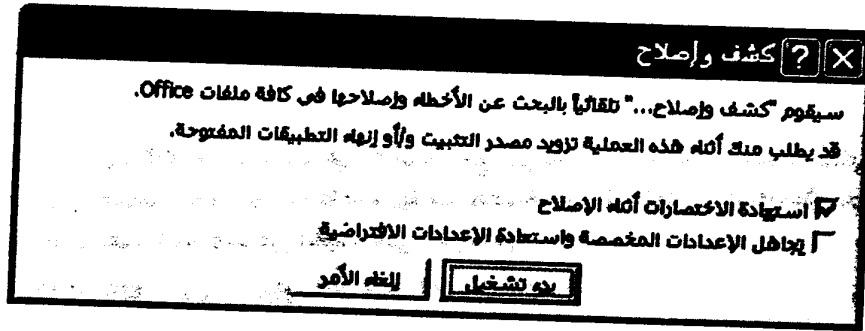 كشف وإصلاح
سيقوم "كشف وإصلاح..." تلقائياً بالبحث عن الأخطاء وإصلاحها في كافة ملفات Office.
قد يطلب منك أثناء هذه العملية تزويد مصدر التثبيت و/أو إنهاء التطبيقات المفتوحة.
استعادة الاختصارات أثناء الإصلاح
تجاهل الإعدادات المخصصة واستعادة الإعدادات الافتراضية
بدء تشغيل إلغاء الأمر